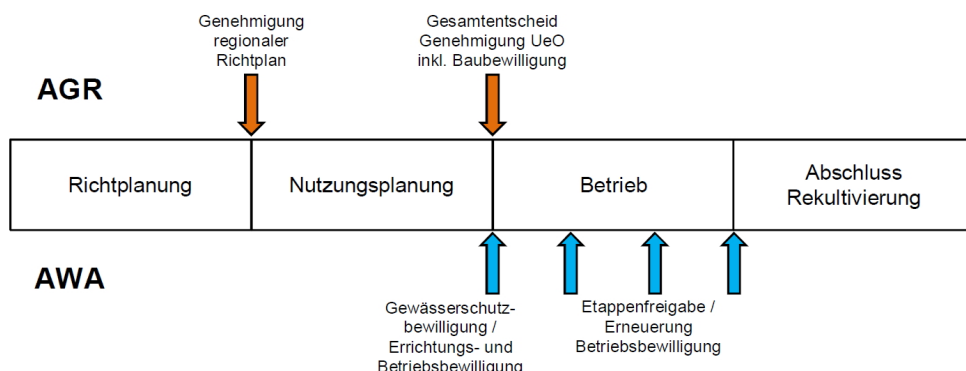 Genehmigung
regionaler
Richtplan
Gesamtentscheid
Genehmigung UeO
inkl. Baubewilligung
AGR
Richtplanung
Nutzungsplanung
Betrieb
Abschluss
Rekultivierung
AWA
Gewässerschutz-
bewilligung /
Errichtungs- und
Betriebsbewilligung
Etappenfreigabe /
Erneuerung
Betriebsbewilligung